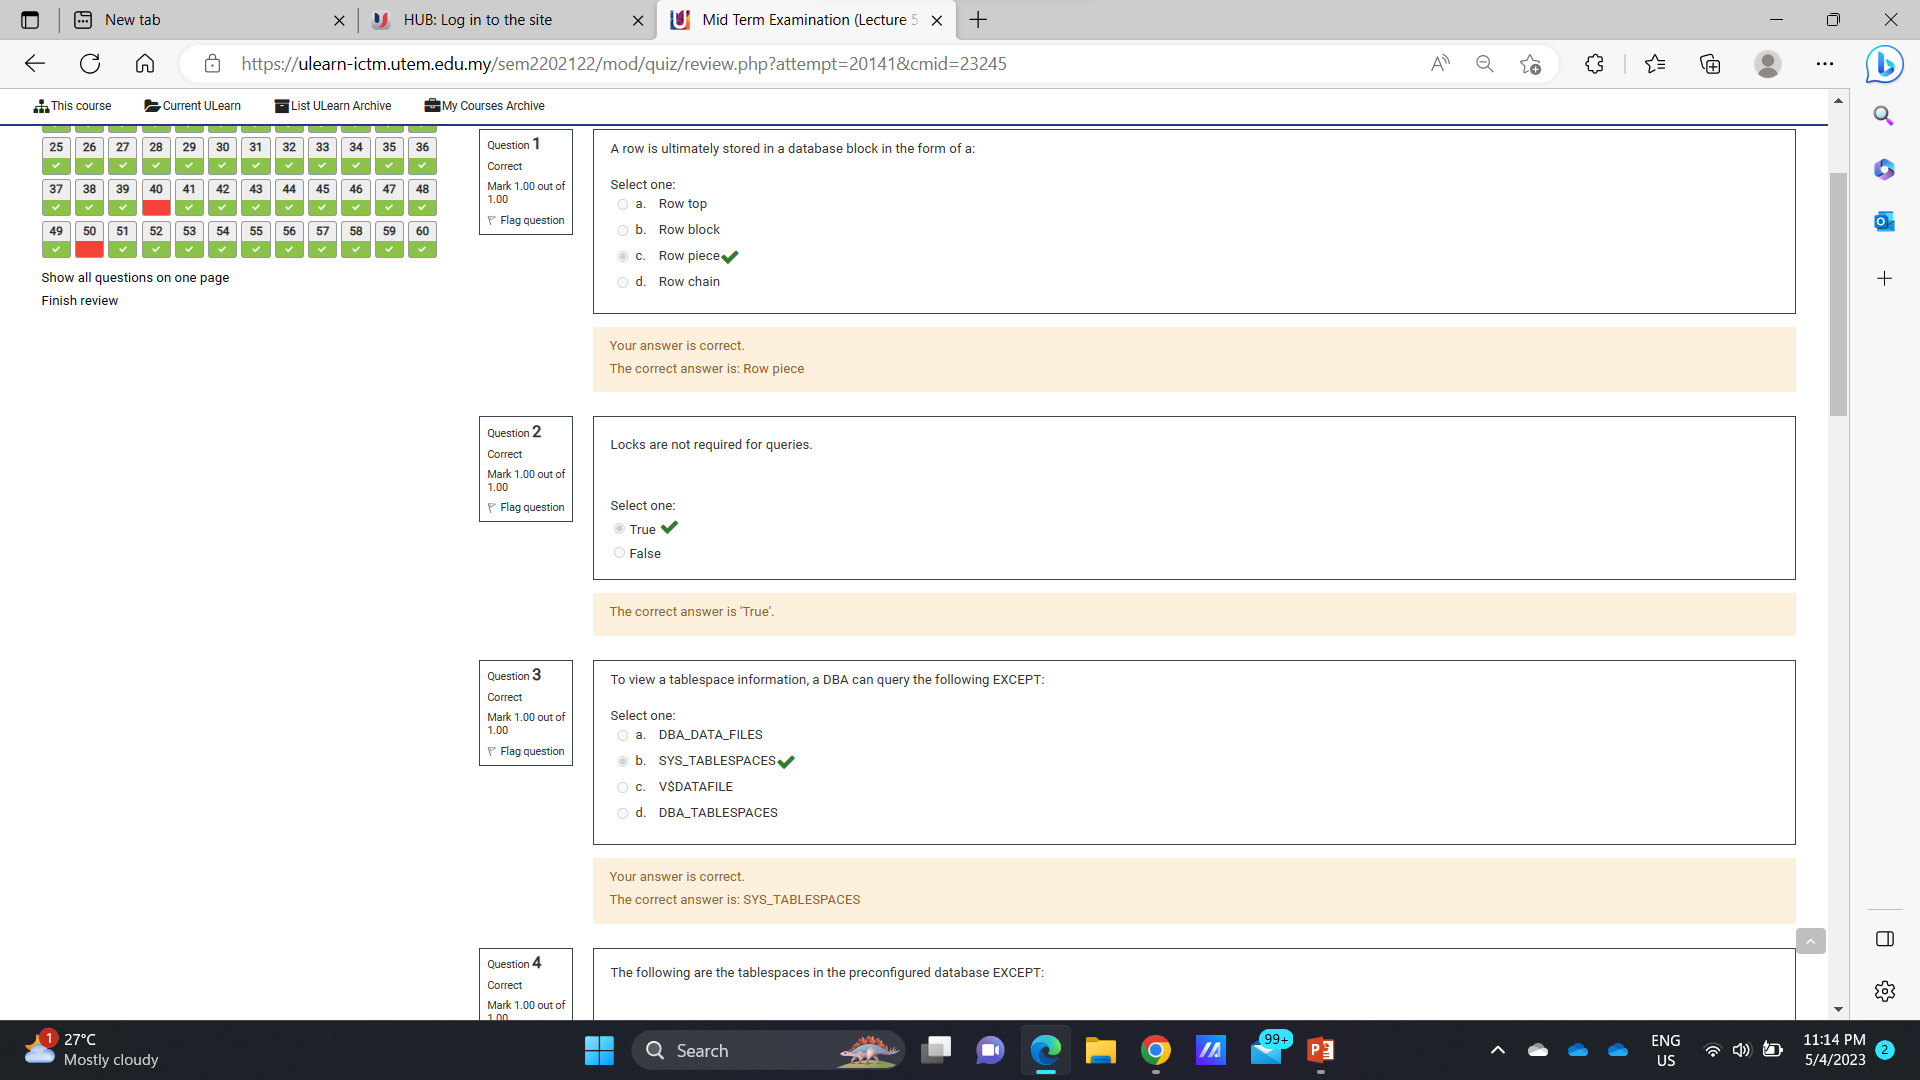 New tab
HUB: Log in to the site
Mid Term Examination (Lecture 5
https://ulearn-ictm.utem.edu.my/sem2202122/mod/quiz/review.php?attempt=20141&cmid=23245
This course
Current ULearn
List ULearn Archive
My Courses Archive
25 26 27 28 29 30 31 32 33 34 35 36
37 38 39 40 41 42 43 44 45 46 47 48
49 50 51 52 53 54 55 56 57 58 59 60
Show all questions on one page
Finish review
Question 1
Correct
Mark 1.00 out of
1.00
Flag question
A row is ultimately stored in a database block in the form of a:
Select one:
a. Row top
b. Row block
c. Row piece
d. Row chain
Your answer is correct.
The correct answer is: Row piece
Question 2
Correct
Mark 1.00 out of
1.00
Flag question
Locks are not required for queries.
Select one:
True
False
The correct answer is 'True'.
Question 3
Correct
Mark 1.00 out of
1.00
Flag question
To view a tablespace information, a DBA can query the following EXCEPT:
Select one:
a. DBA_DATA_FILES
b. SYS_TABLESPACES
c. V$DATAFILE
d. DBA_TABLESPACES
Your answer is correct.
The correct answer is: SYS_TABLESPACES
Question 4
Correct
Mark 1.00 out of
1.00
The following are the tablespaces in the preconfigured database EXCEPT:
1
27°C
Mostly cloudy
Search
99+
ENG
US
11:14 PM
5/4/2023
2